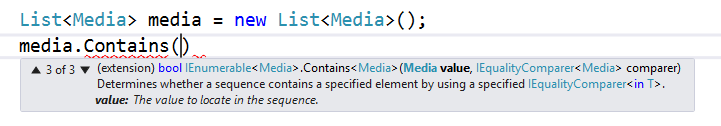 List<Media> media = new List<Media>();
media.Contains()
▲ 3 of 3 ▼ (extension) bool IEnumerable<Media>.Contains<Media>(Media value, IEqualityComparer<Media> comparer)
Determines whether a sequence contains a specified element by using a specified IEqualityComparer<in T>.
value: The value to locate in the sequence.